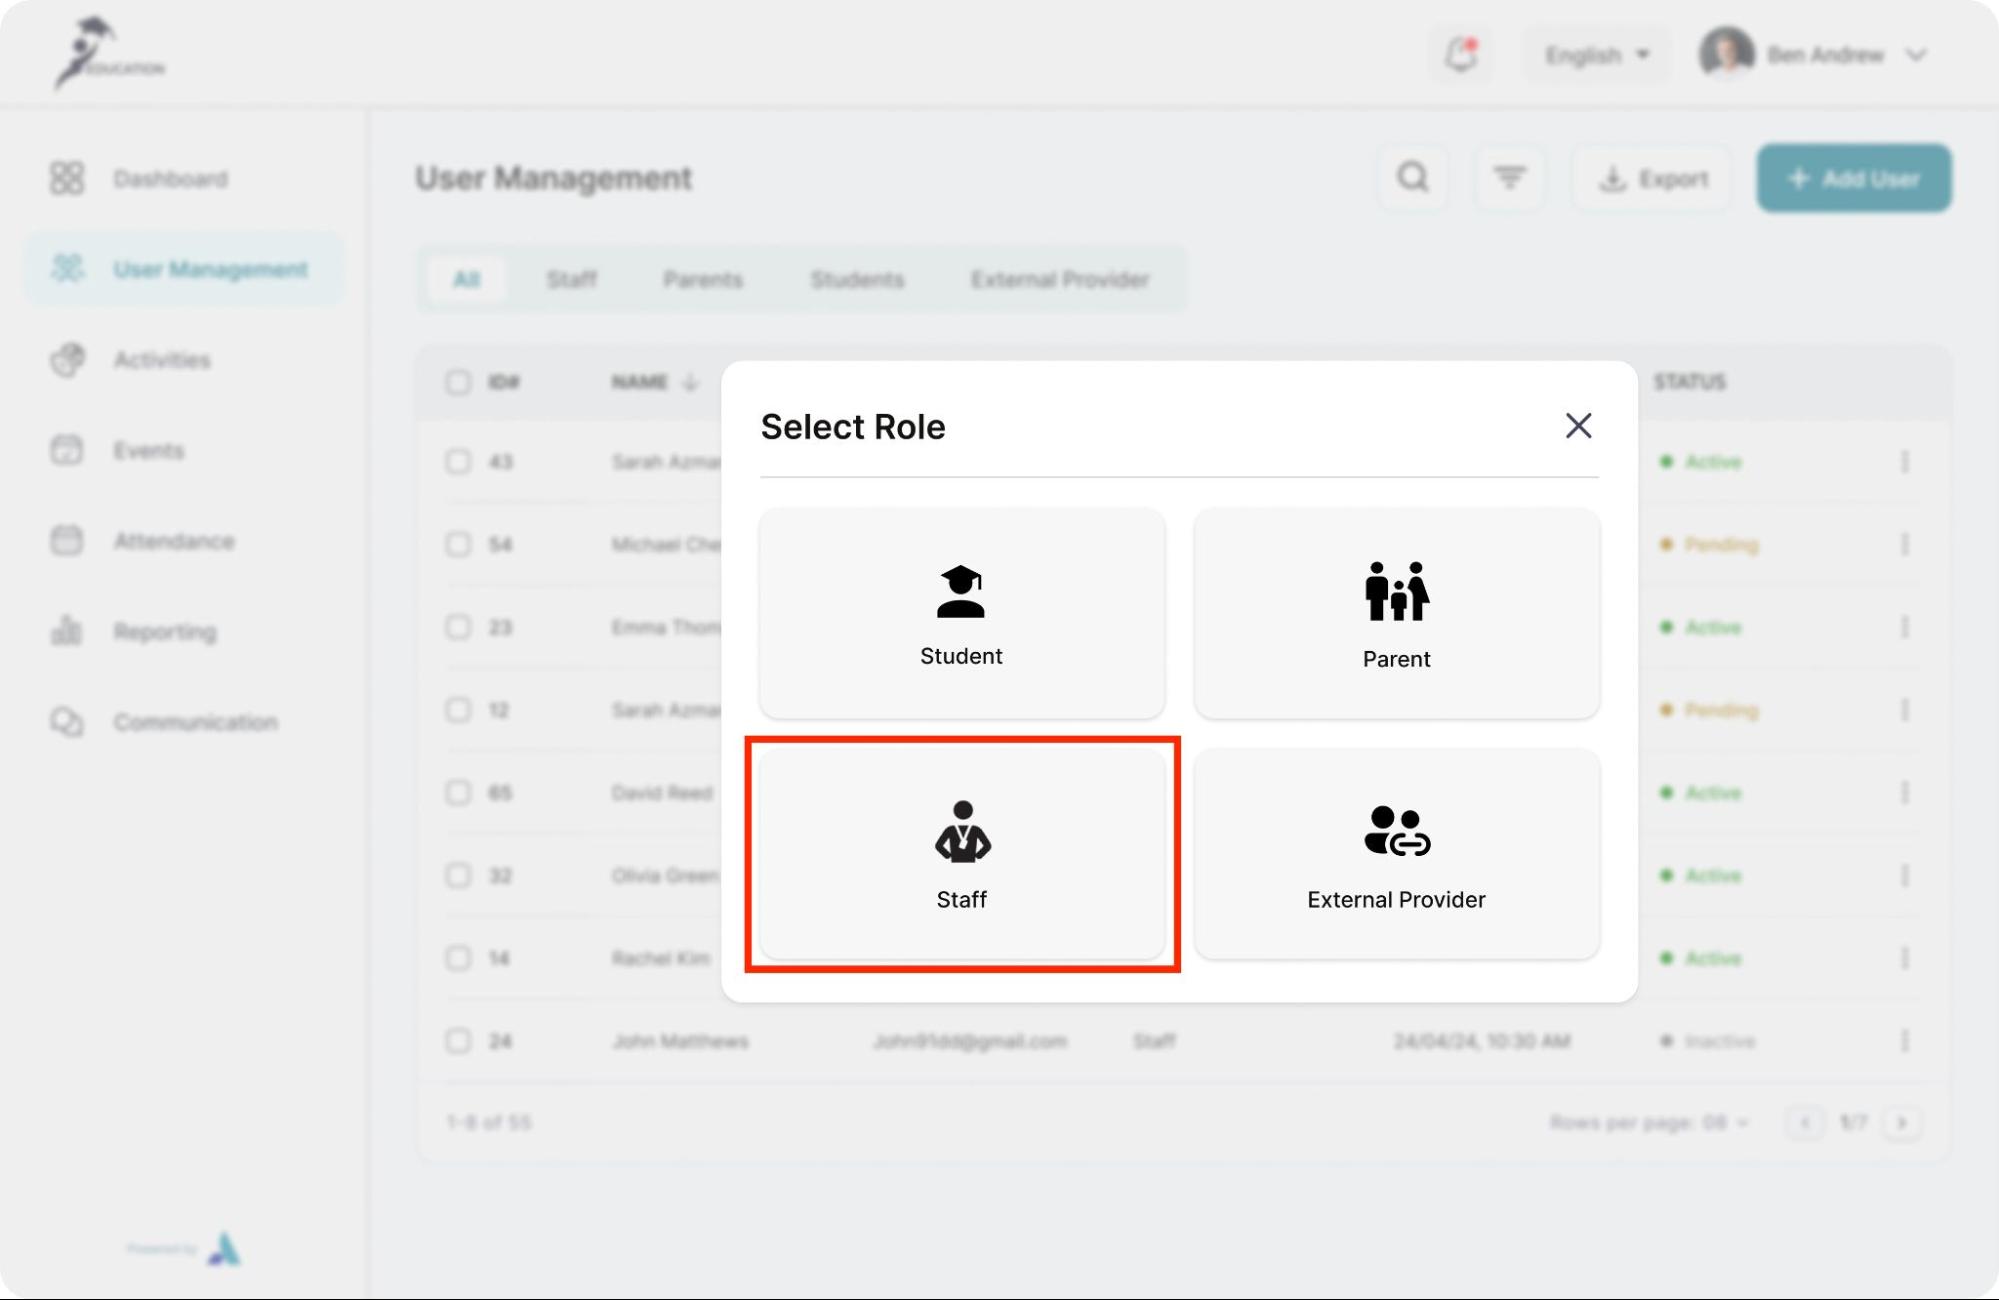 EDUCATION
English
Ben Andrew
Dashboard
User Management
Activities
Events
Attendance
Reporting
Communication
Powered by
User Management
Export
+ Add User
All Staff Parents Students External Provider
ID# NAME STATUS
43 Sarah Azma Active
54 Michael Che Pending
23 Emma Thom Active
12 Sarah Azma Pending
65 David Reed Active
32 Olivia Green Active
14 Rachel Kim Active
24 John Matthews John91dd@gmail.com Staff 24/04/24, 10:30 AM Inactive
1-8 of 55 Rows per page: 08 1/7
Select Role
Student
Parent
Staff
External Provider